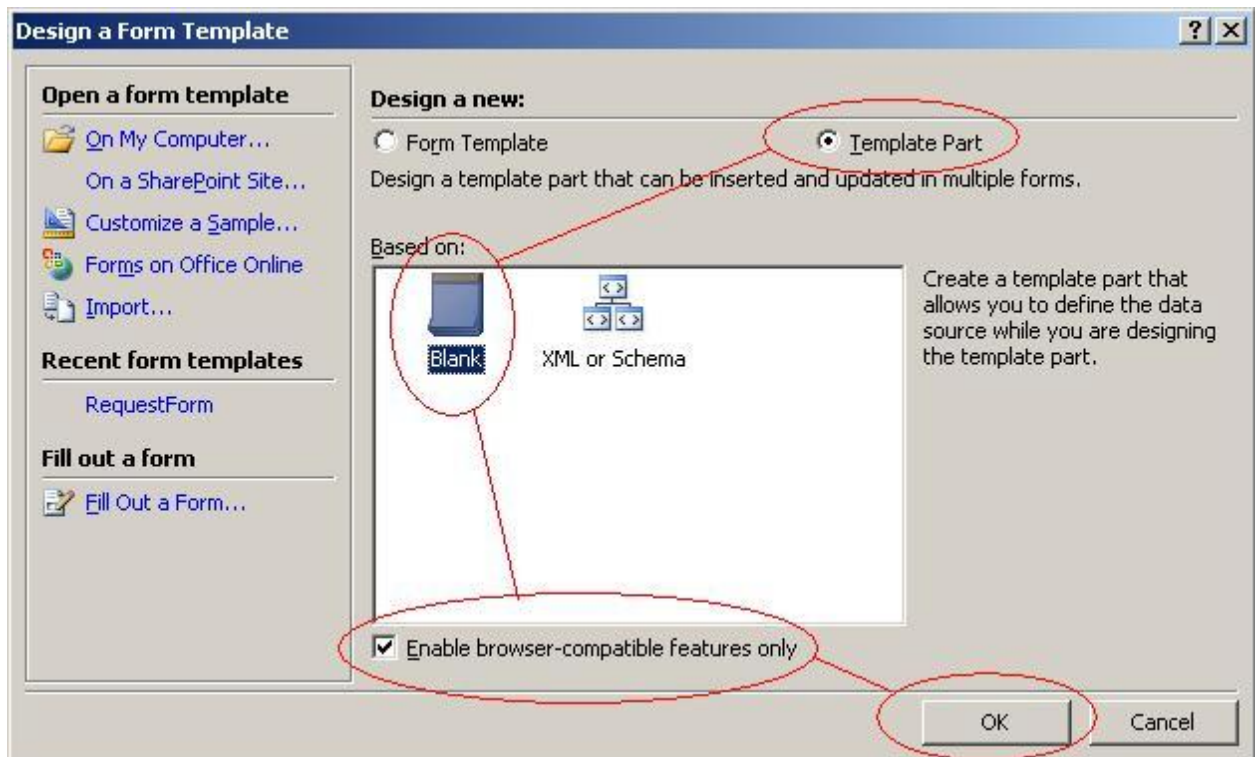 Design a Form Template
Open a form template
On My Computer...
On a SharePoint Site...
Customize a Sample...
Forms on Office Online
Import...
Recent form templates
RequestForm
Fill out a form
Fill Out a Form...
Design a new:
Form Template
Template Part
Design a template part that can be inserted and updated in multiple forms.
Based on:
Blank
XML or Schema
Create a template part that
allows you to define the data
source while you are designing
the template part.
Enable browser-compatible features only
OK
Cancel